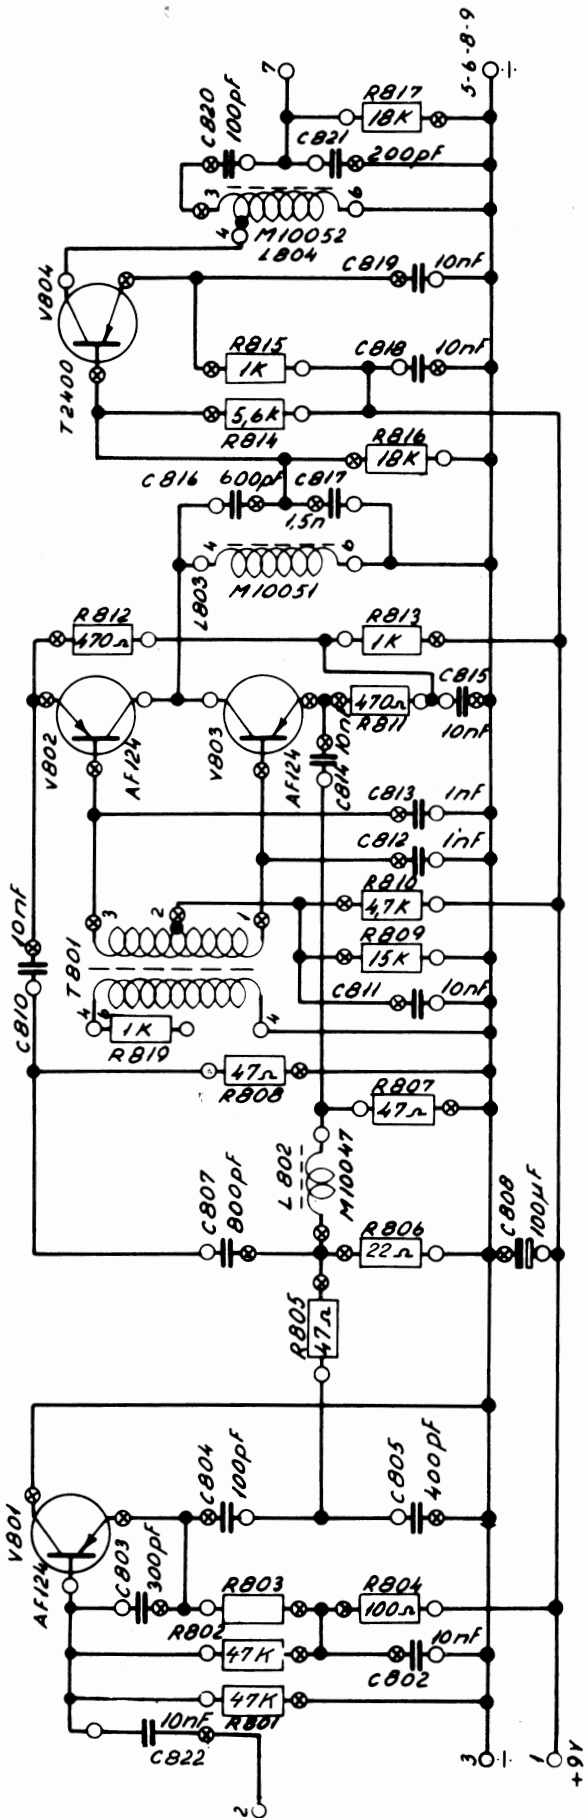 C820
100pF
7
5-6-8-9
R817
18K
C821
200pF
3
6
4
M10052
L804
V804
C819
10nF
T2400
R815
1K
C818
10nF
5,6K
R814
R816
18K
C816
600pF
C817
1,5n
4
6
L803
M10051
R812
470Ω
R813
1K
V802
AF124
V803
AF124
470Ω
R811
C815
10nF
10nF
C814
C813
1nF
C812
1nF
R810
4,7K
R809
15K
C811
10nF
3
2
1
T801
4
6
4
1K
R819
10nF
C810
47Ω
R808
R807
47Ω
L802
M10047
C807
800pF
R806
22Ω
C808
100μF
R805
47Ω
V801
AF124
C804
100pF
C805
400pF
C803
300pF
R803
R804
100Ω
R802
47K
C802
10nF
47K
R801
10nF
C822
2
3
1
+9V